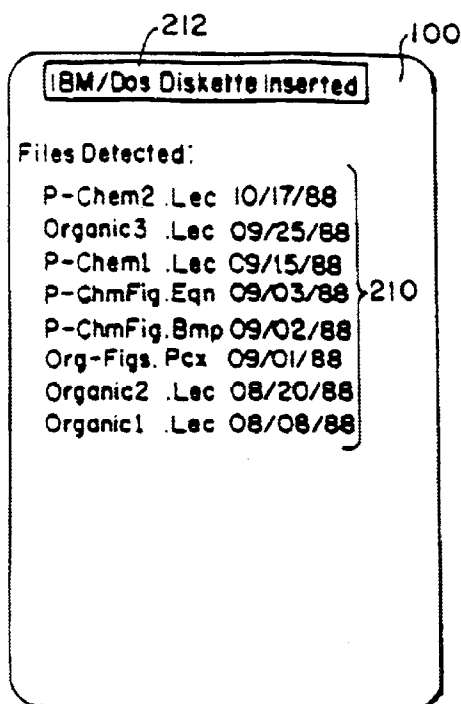 212
100
IBM/Dos Diskette Inserted
Files Detected:
P-Chem2 .Lec 10/17/88
Organic3 .Lec 09/25/88
P-Chem1 .Lec 09/15/88
P-ChmFig.Eqn 09/03/88
210
P-ChmFig.Bmp 09/02/88
Org-Figs. Pcx 09/01/88
Organic2 .Lec 08/20/88
Organic1 .Lec 08/08/88